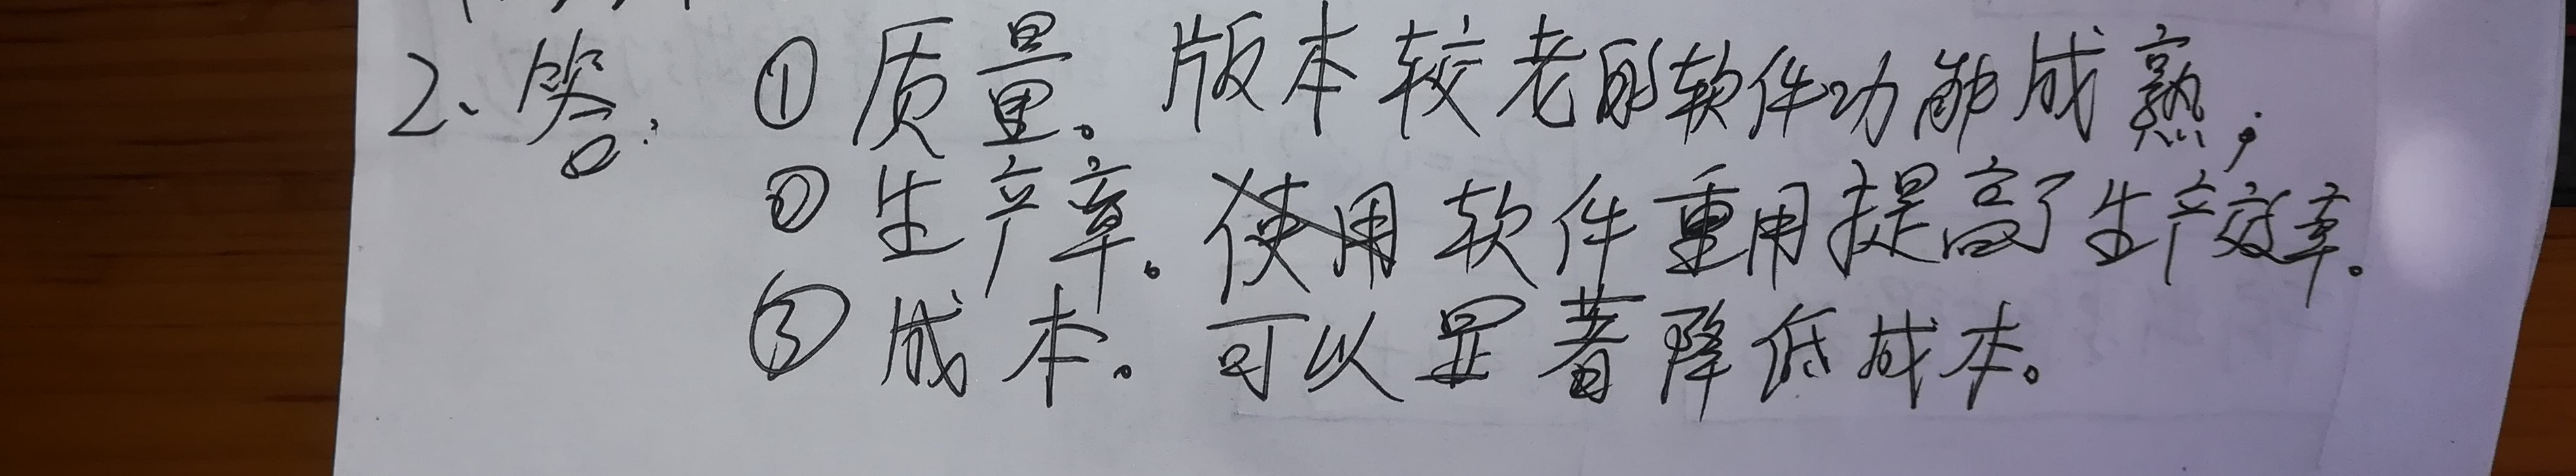 2、答: ①质量。版本较老的软件功能成熟;
②生产率。使用软件重用提高了生产效率。
③成本。可以显著降低成本。